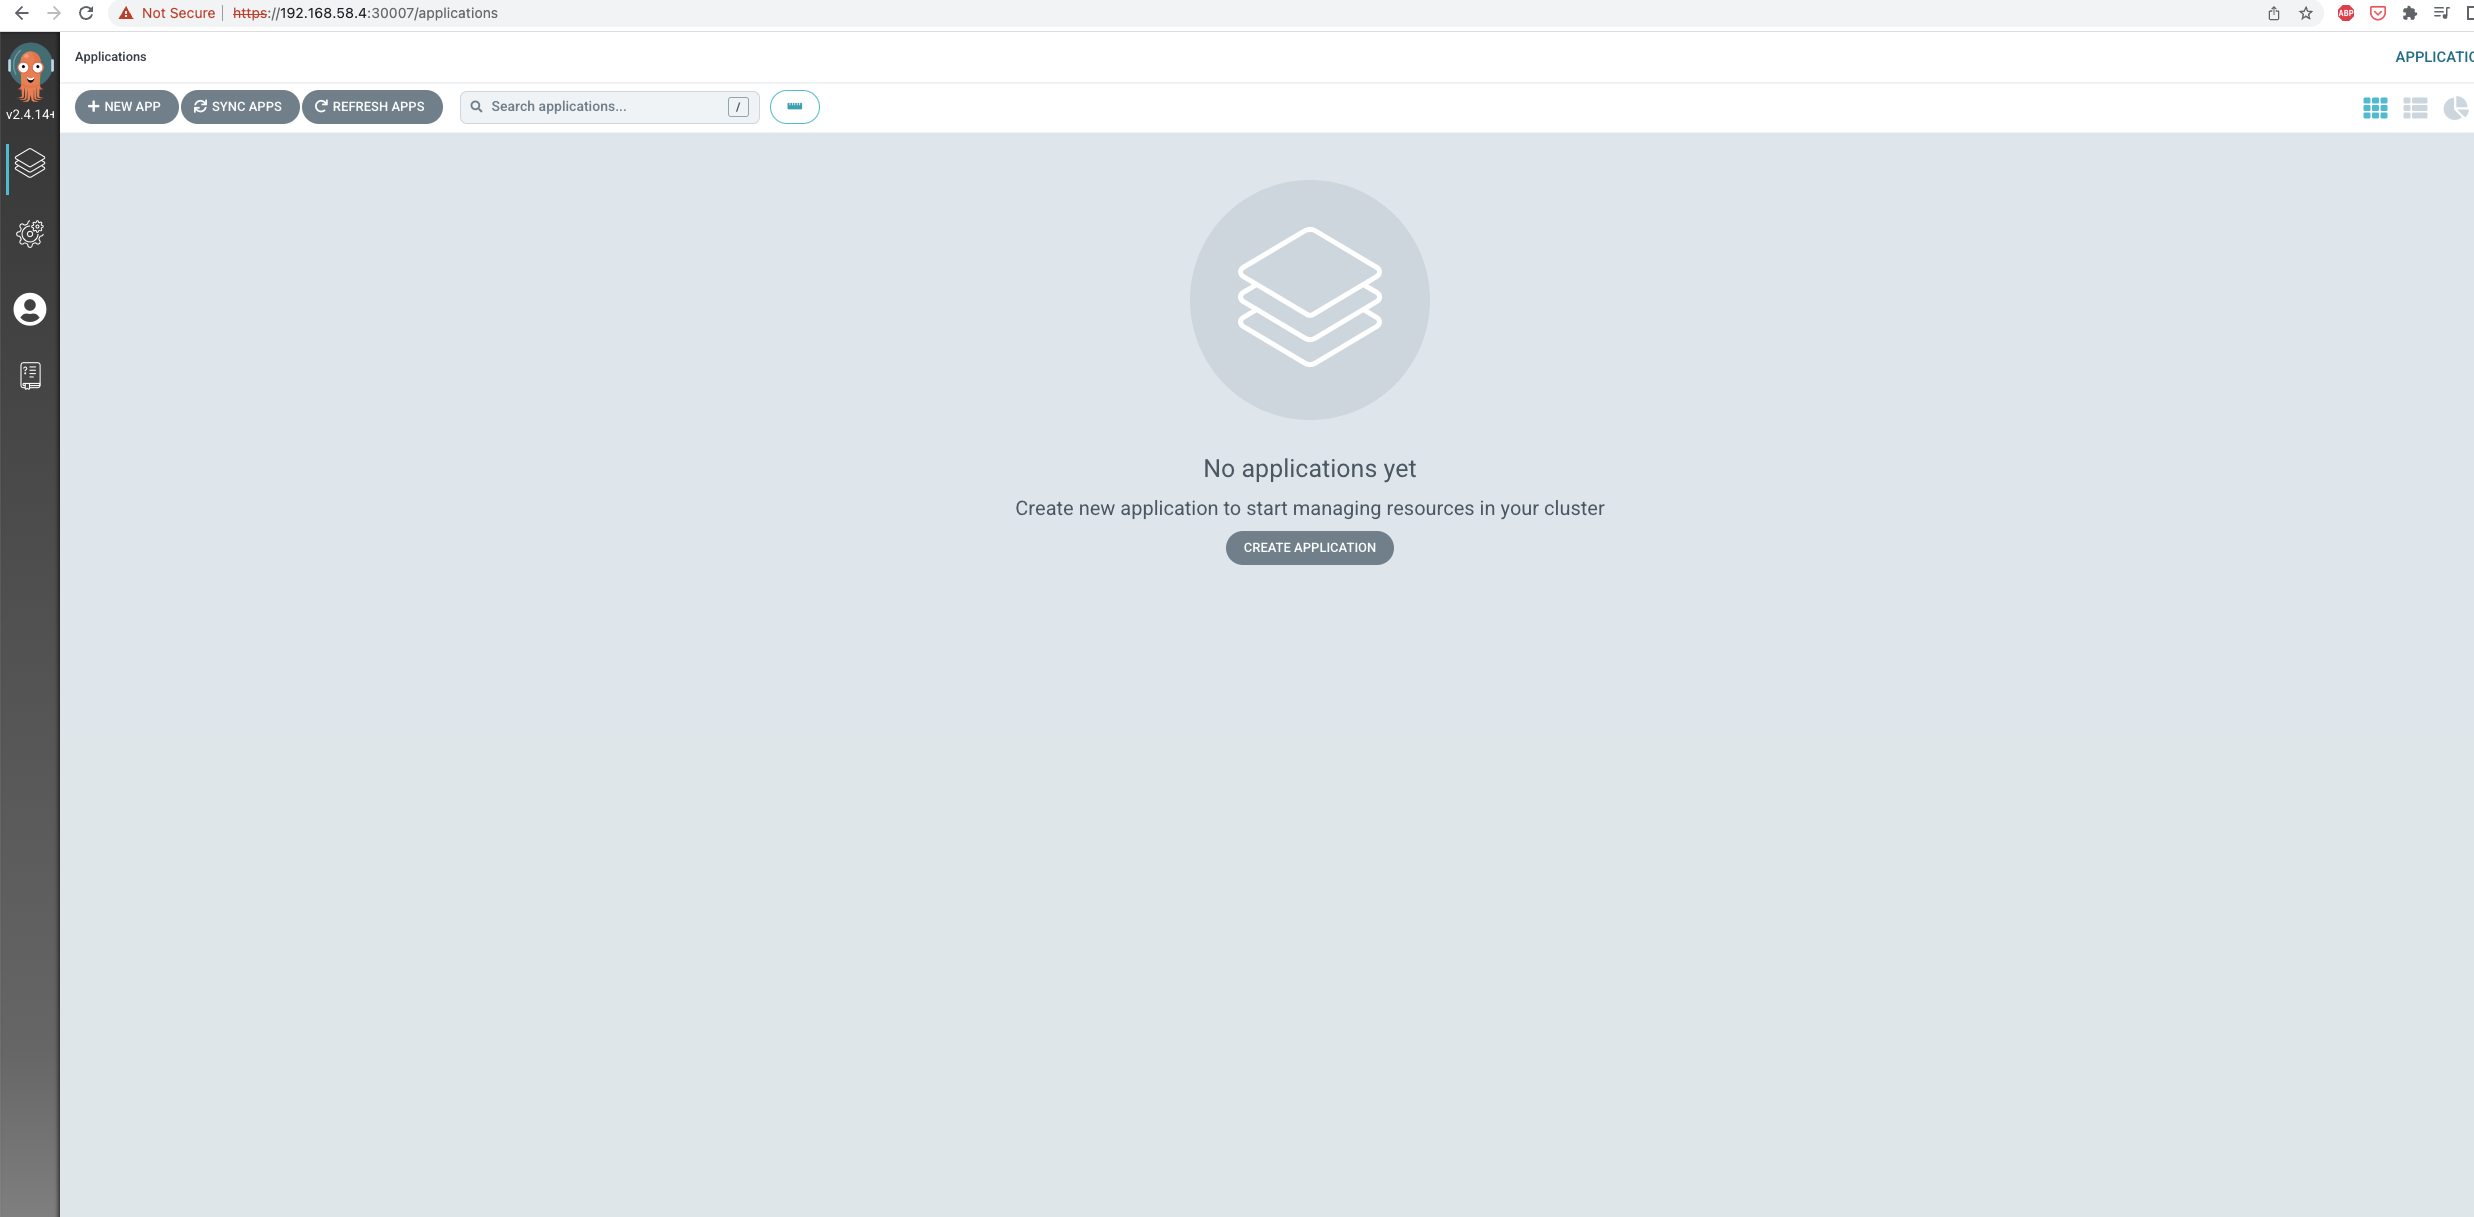 Not Secure https://192.168.58.4:30007/applications
ABP
Applications
APPLICATIO
v2.4.14+
NEW APP SYNC APPS REFRESH APPS Search applications... /
No applications yet
Create new application to start managing resources in your cluster
CREATE APPLICATION